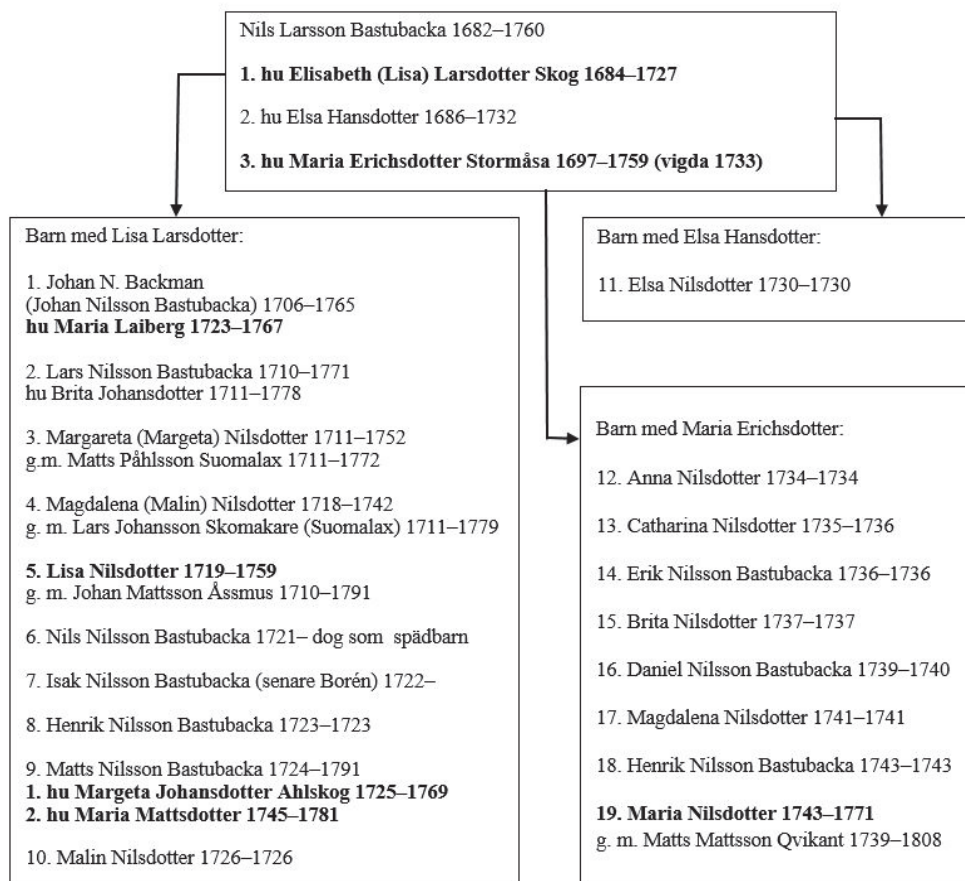 Nils Larsson Bastubacka 1682–1760
1. hu Elisabeth (Lisa) Larsdotter Skog 1684–1727
2. hu Elsa Hansdotter 1686–1732
3. hu Maria Erichsdotter Stormåsa 1697–1759 (vigda 1733)
Barn med Lisa Larsdotter:
1. Johan N. Backman
(Johan Nilsson Bastubacka) 1706–1765
hu Maria Laiberg 1723–1767
2. Lars Nilsson Bastubacka 1710–1771
hu Brita Johansdotter 1711–1778
3. Margareta (Margeta) Nilsdotter 1711–1752
g.m. Matts Påhlsson Suomalax 1711–1772
4. Magdalena (Malin) Nilsdotter 1718–1742
g. m. Lars Johansson Skomakare (Suomalax) 1711–1779
5. Lisa Nilsdotter 1719–1759
g. m. Johan Mattsson Åssmus 1710–1791
6. Nils Nilsson Bastubacka 1721– dog som spädbarn
7. Isak Nilsson Bastubacka (senare Borén) 1722–
8. Henrik Nilsson Bastubacka 1723–1723
9. Matts Nilsson Bastubacka 1724–1791
1. hu Margeta Johansdotter Ahlskog 1725–1769
2. hu Maria Mattsdotter 1745–1781
10. Malin Nilsdotter 1726–1726
Barn med Elsa Hansdotter:
11. Elsa Nilsdotter 1730–1730
Barn med Maria Erichsdotter:
12. Anna Nilsdotter 1734–1734
13. Catharina Nilsdotter 1735–1736
14. Erik Nilsson Bastubacka 1736–1736
15. Brita Nilsdotter 1737–1737
16. Daniel Nilsson Bastubacka 1739–1740
17. Magdalena Nilsdotter 1741–1741
18. Henrik Nilsson Bastubacka 1743–1743
19. Maria Nilsdotter 1743–1771
g. m. Matts Mattsson Qvikant 1739–1808